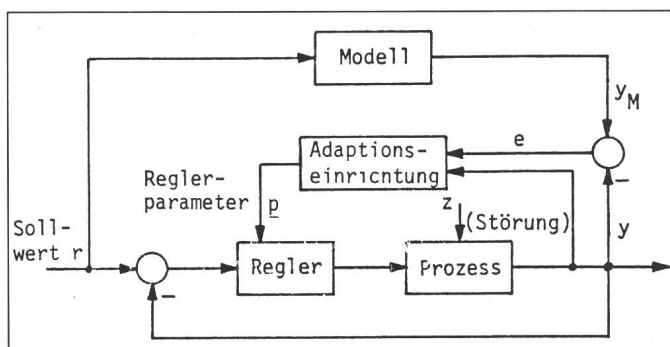 Modell
y_M
e
Adaptions-
einrichtung
Regler-
parameter
p
z
(Störung)
y
Soll-
wert r
Regler
Prozess
−
−